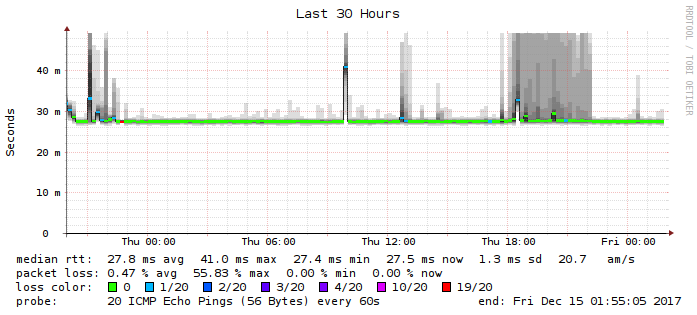 Last 30 Hours
RRDTOOL / TOBI OETIKER
Seconds
40 m
30 m
20 m
10 m
0
Thu 00:00 Thu 06:00 Thu 12:00 Thu 18:00 Fri 00:00
median rtt: 27.8 ms avg 41.0 ms max 27.4 ms min 27.5 ms now 1.3 ms sd 20.7 am/s
packet loss: 0.47 % avg 55.83 % max 0.00 % min 0.00 % now
loss color: 0 1/20 2/20 3/20 4/20 10/20 19/20
probe: 20 ICMP Echo Pings (56 Bytes) every 60s end: Fri Dec 15 01:55:05 2017